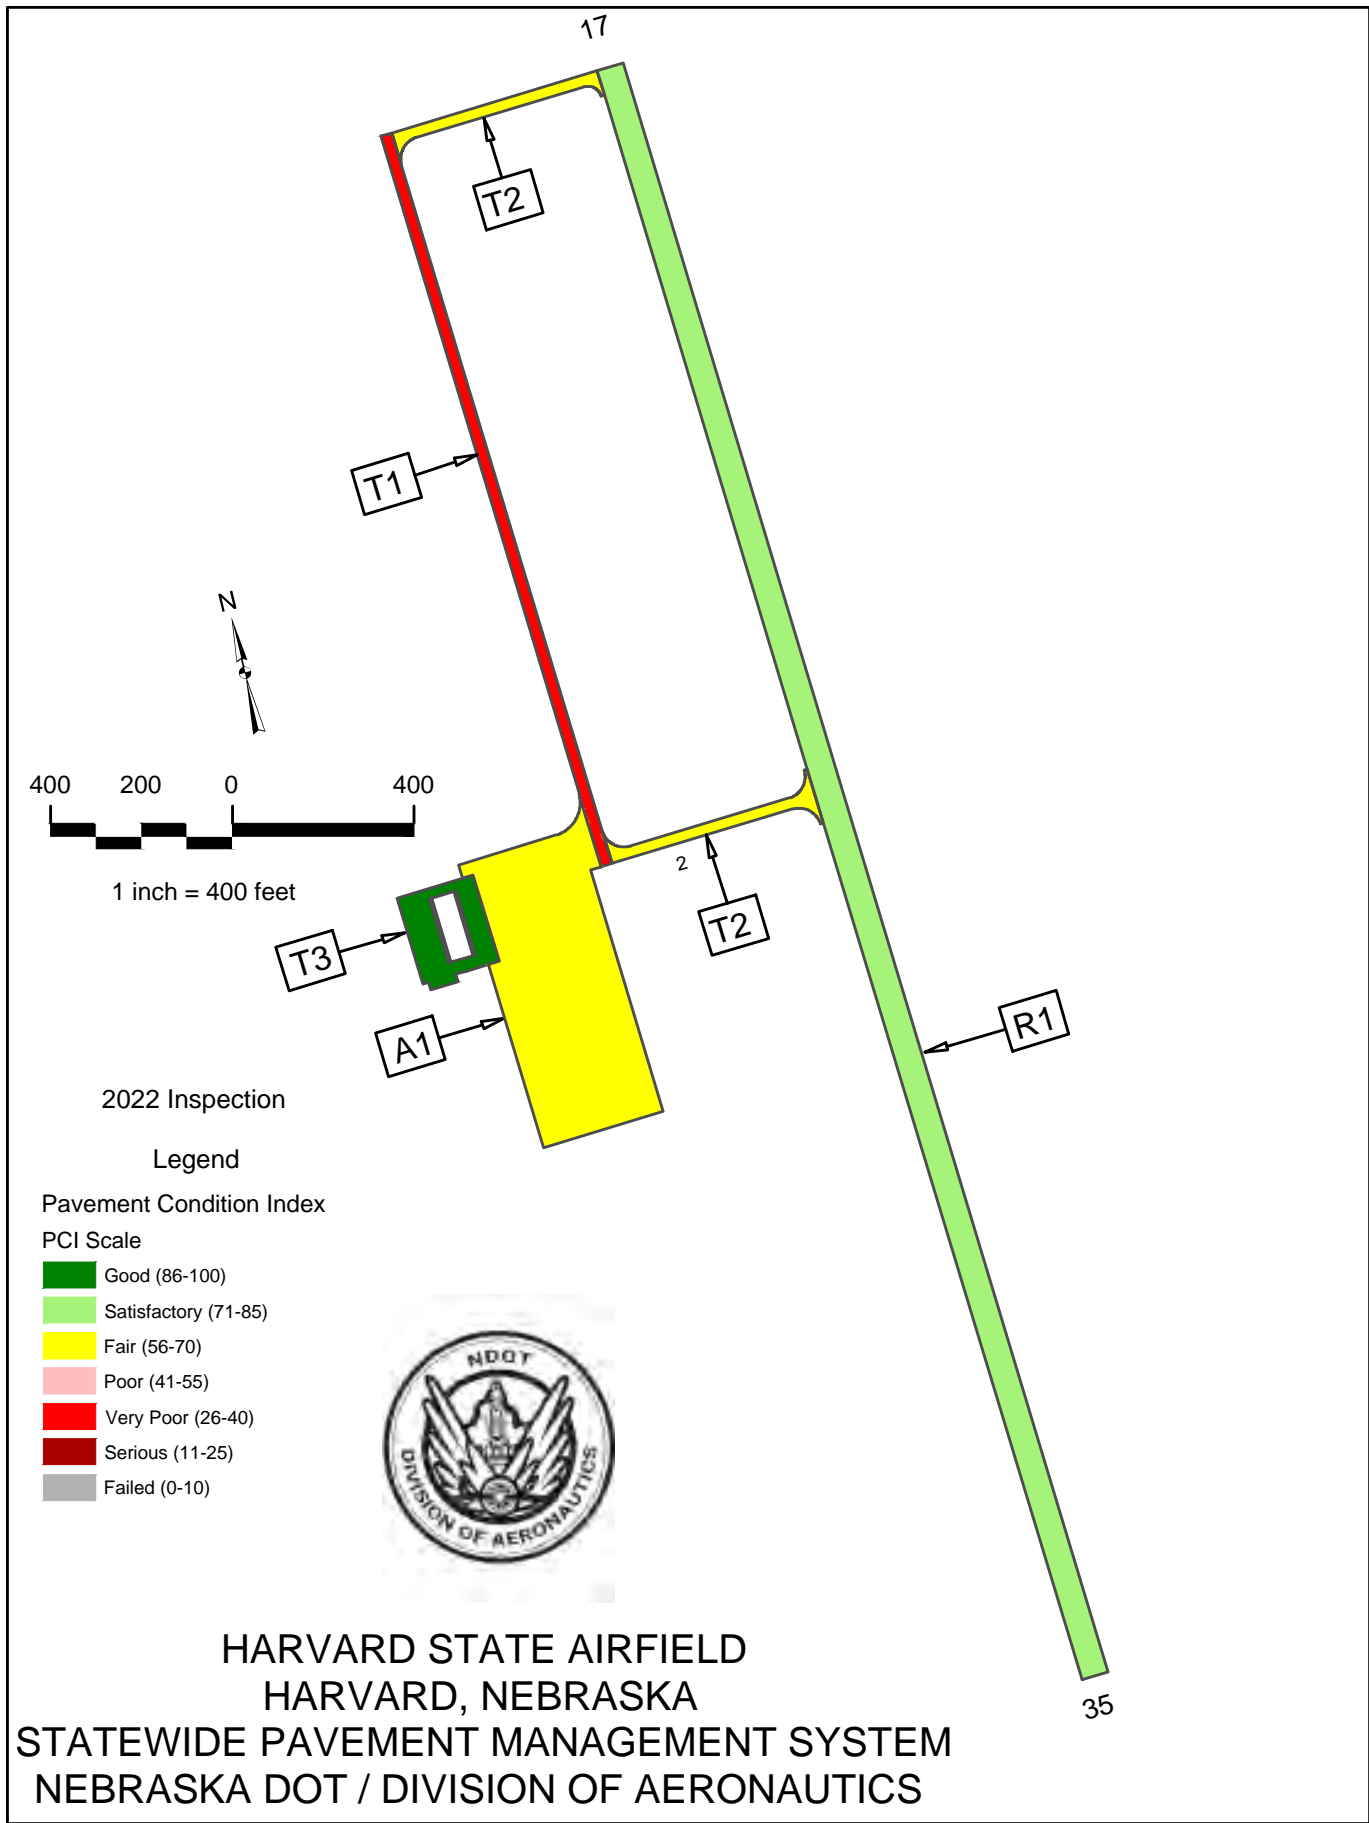 17
T2
T1
N
400 200 0 400
1 inch = 400 feet
2
T2
T3
A1
R1
2022 Inspection
Legend
Pavement Condition Index
PCI Scale
Good (86-100)
Satisfactory (71-85)
Fair (56-70)
Poor (41-55)
Very Poor (26-40)
Serious (11-25)
Failed (0-10)
NDOT
DIVISION OF AERONAUTICS
HARVARD STATE AIRFIELD
HARVARD, NEBRASKA
35
STATEWIDE PAVEMENT MANAGEMENT SYSTEM
NEBRASKA DOT / DIVISION OF AERONAUTICS